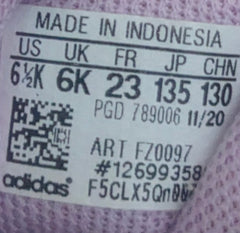 MADE IN INDONESIA
US UK FR JP CHN
6½K 6K 23 135 130
PGD 789006 11/20
ART FZ0097
#126993580
adidas